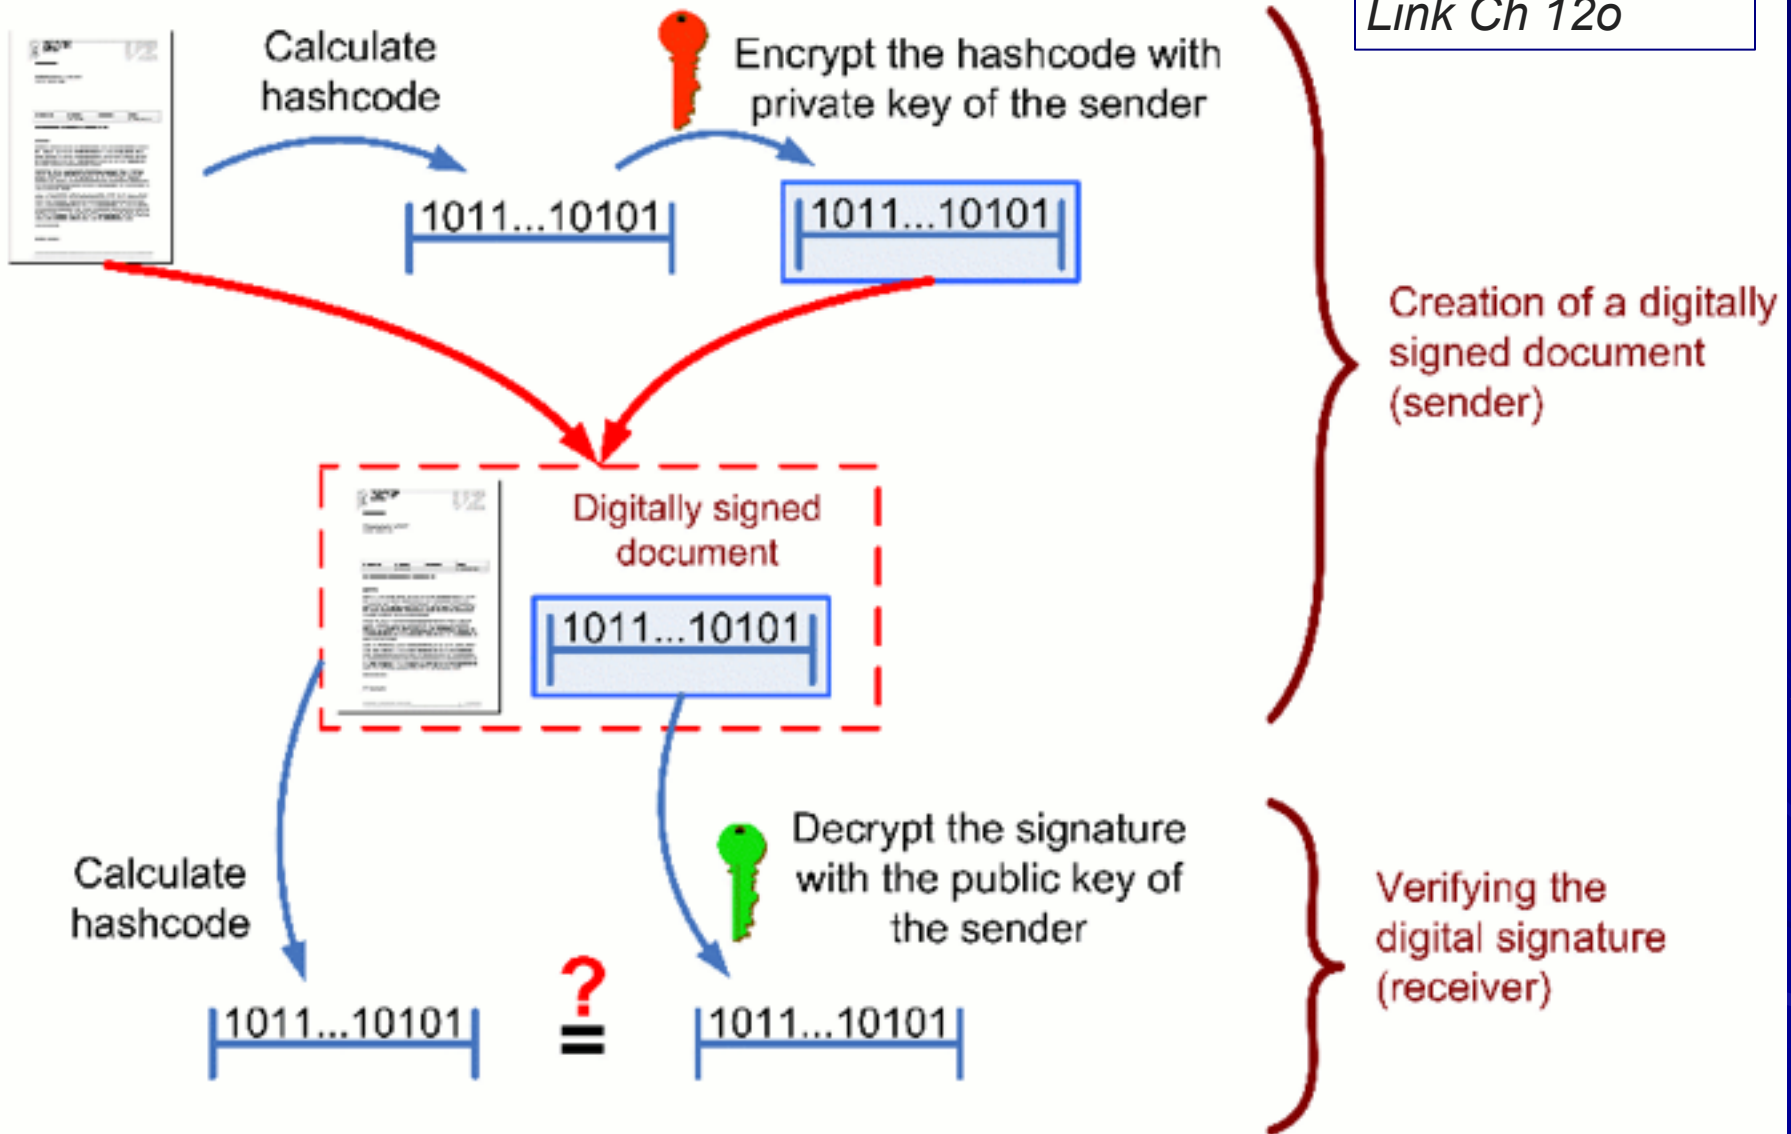 Link Ch 12o
Calculate
hashcode
Encrypt the hashcode with
private key of the sender
1011...10101
1011...10101
Creation of a digitally
signed document
(sender)
Digitally signed
document
1011...10101
Calculate
hashcode
Decrypt the signature
with the public key of
the sender
Verifying the
digital signature
(receiver)
1011...10101
?
=
1011...10101